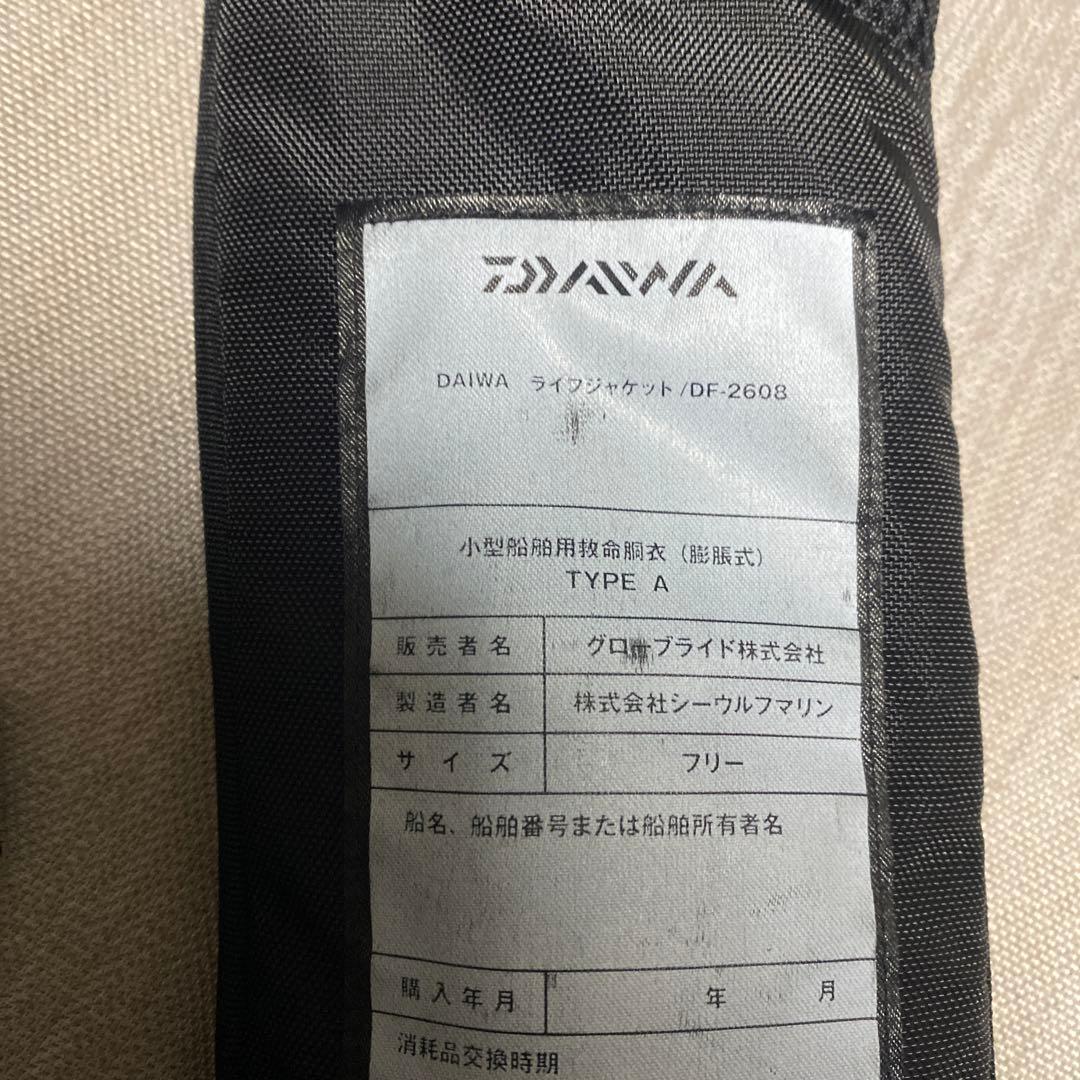 DAIWA
DAIWA ライフジャケット/DF-2608
小型船舶用救命胴衣（膨脹式）
TYPE A
販売者名 グローブライド株式会社
製造者名 株式会社シーウルフマリン
サイズ フリー
船名、船舶番号または船舶所有者名
購入年月 年 月
消耗品交換時期